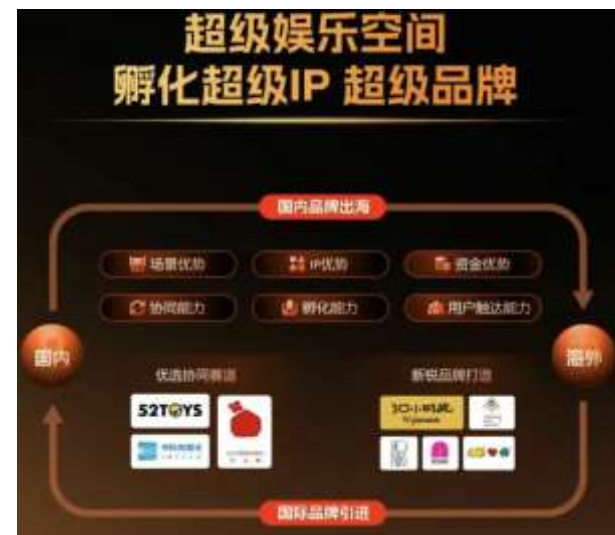 超级娱乐空间
孵化超级IP 超级品牌
国内品牌出海
场景优势
IP优势
资金优势
协同能力
孵化能力
用户触达能力
国内
海外
优选协同赛道
新锐品牌打造
52TOYS
国际品牌引进